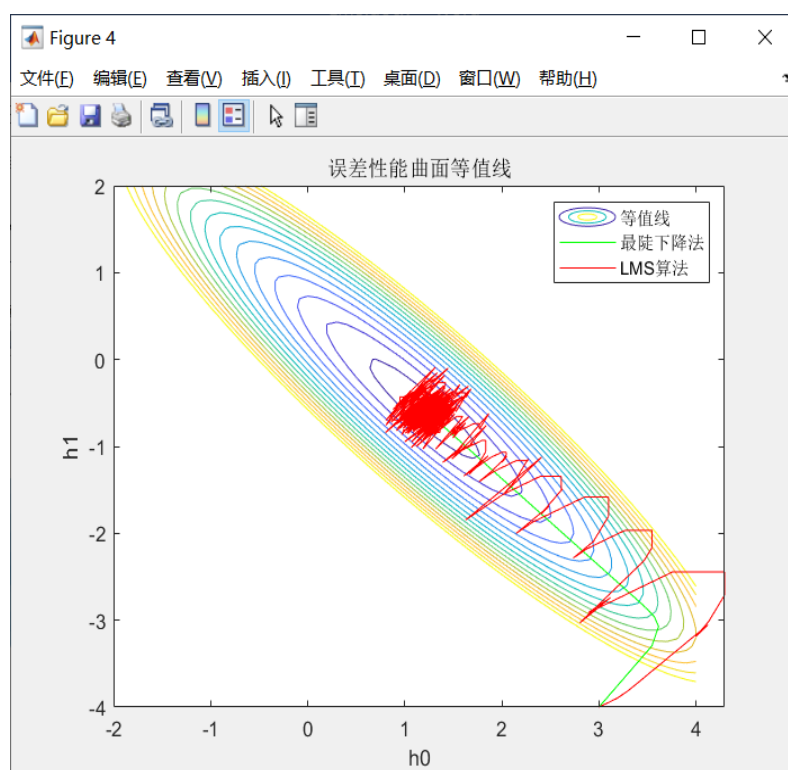 Figure 4
文件(F) 编辑(E) 查看(V) 插入(I) 工具(T) 桌面(D) 窗口(W) 帮助(H)
误差性能曲面等值线
等值线
最陡下降法
LMS算法
2
1
0
-1
-2
-3
-4
h1
-2 -1 0 1 2 3 4
h0